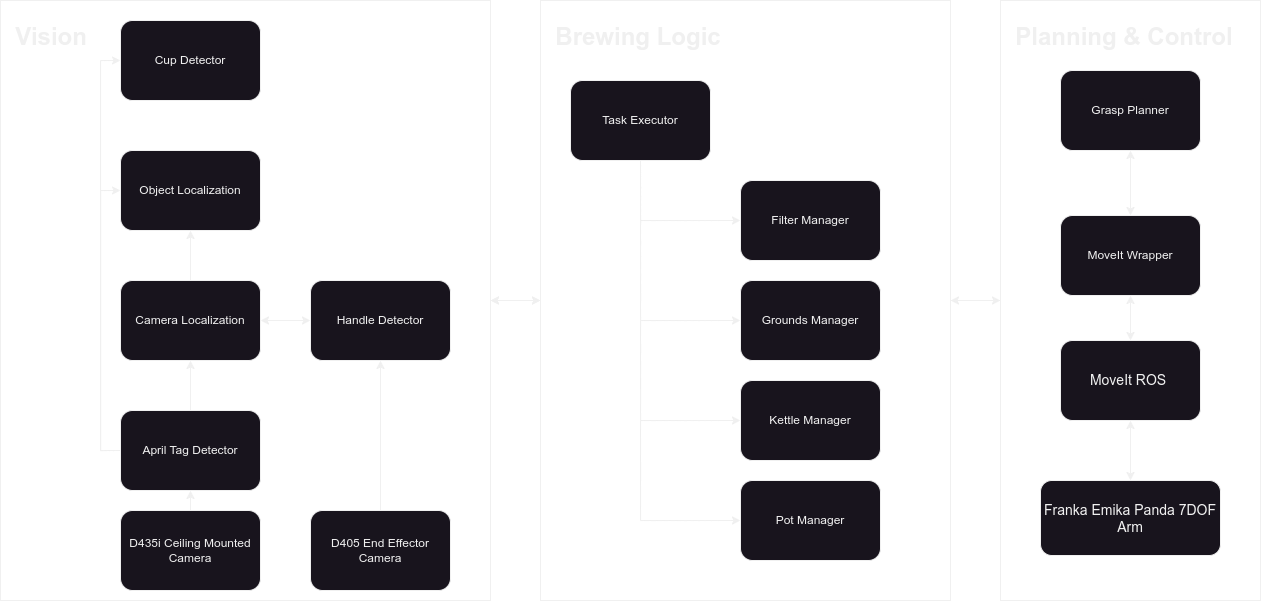 Vision
Cup Detector
Object Localization
Camera Localization
Handle Detector
April Tag Detector
D435i Ceiling Mounted
Camera
D405 End Effector
Camera
Brewing Logic
Task Executor
Filter Manager
Grounds Manager
Kettle Manager
Pot Manager
Planning & Control
Grasp Planner
MoveIt Wrapper
MoveIt ROS
Franka Emika Panda 7DOF
Arm